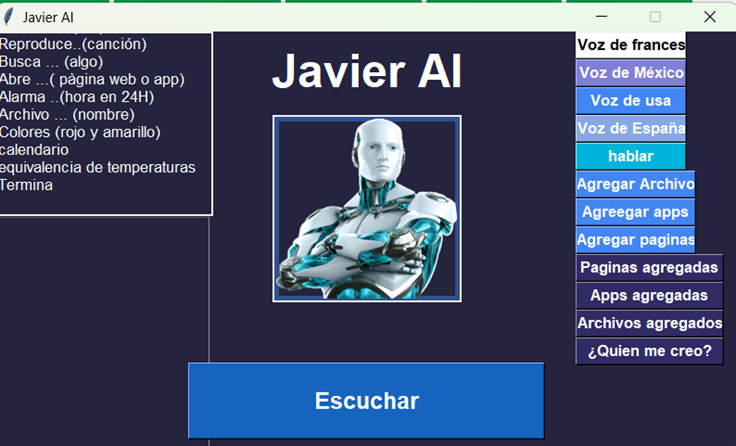 Javier AI
Reproduce..(canción)
Busca ... (algo)
Abre ...( pàgina web o app)
Alarma ..(hora en 24H)
Archivo ... (nombre)
Colores (rojo y amarillo)
calendario
equivalencia de temperaturas
Termina
Javier AI
Escuchar
Voz de frances
Voz de México
Voz de usa
Voz de España
hablar
Agregar Archivo
Agreegar apps
Agregar paginas
Paginas agregadas
Apps agregadas
Archivos agregados
¿Quien me creo?